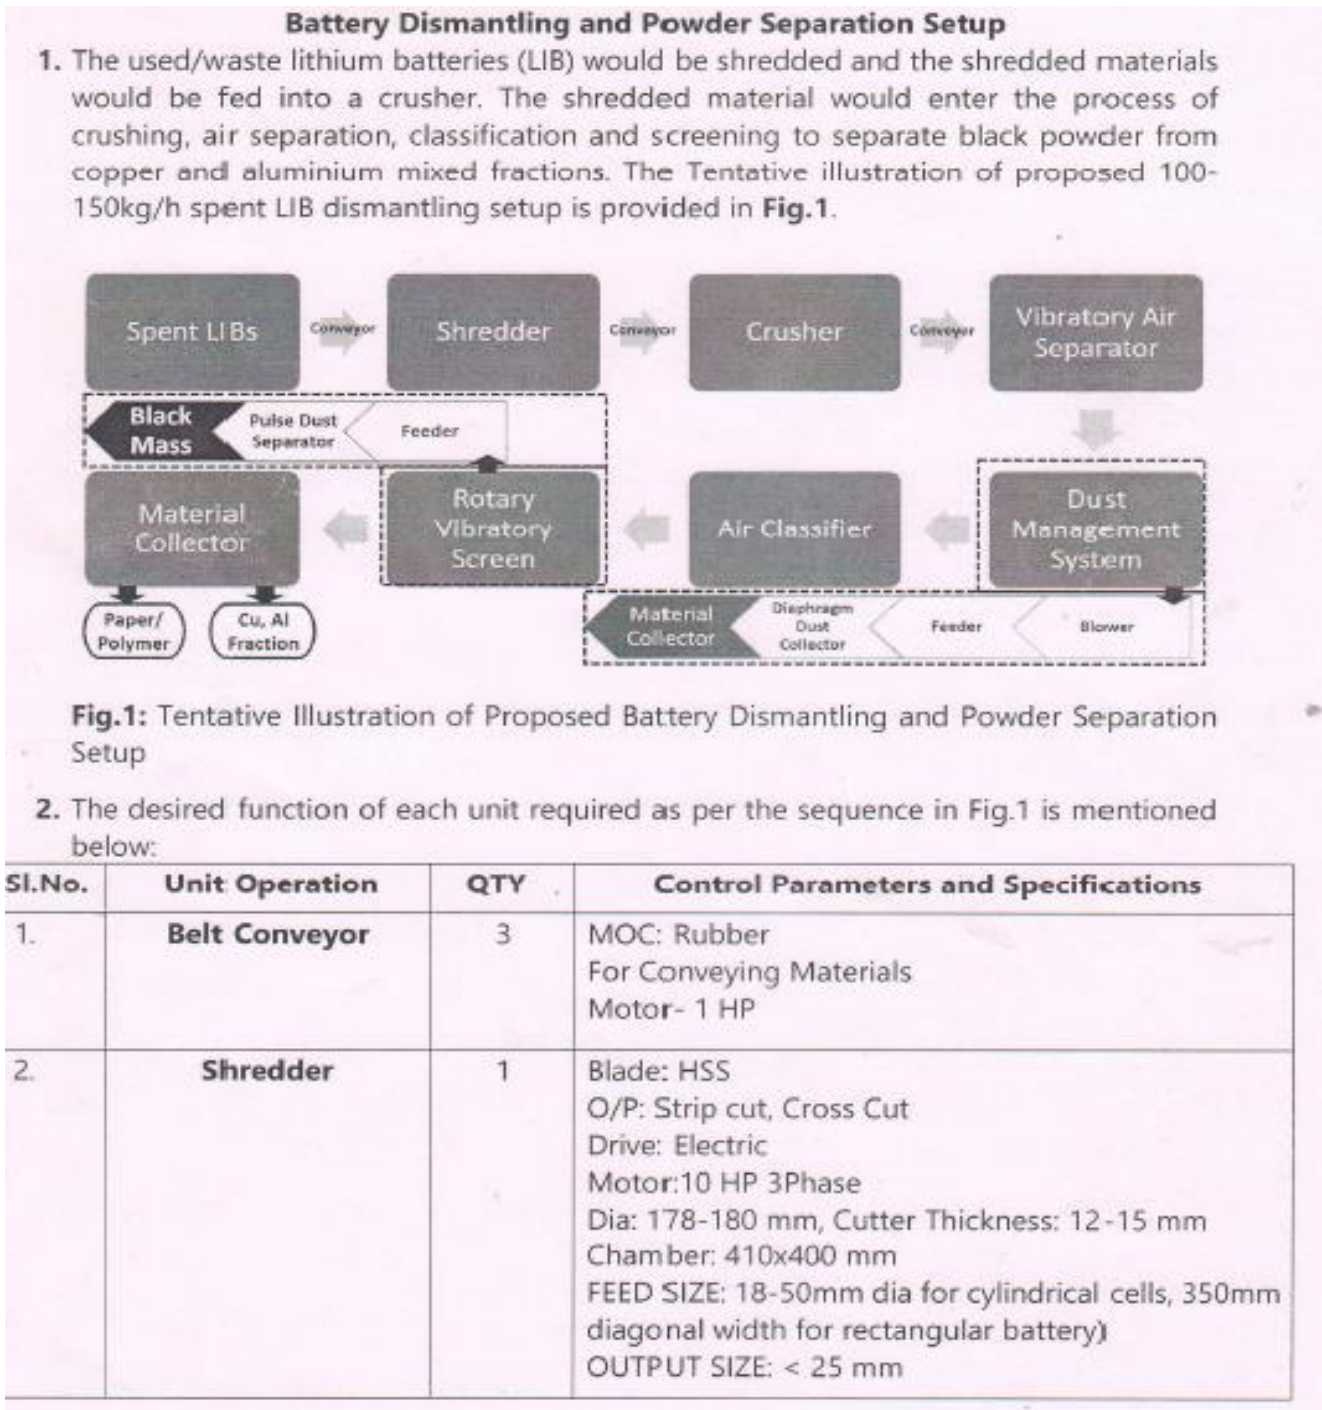 Battery Dismantling and Powder Separation Setup
1. The used/waste lithium batteries (LIB) would be shredded and the shredded materials
would be fed into a crusher. The shredded material would enter the process of
crushing, air separation, classification and screening to separate black powder from
copper and aluminium mixed fractions. The Tentative illustration of proposed 100-
150kg/h spent LIB dismantling setup is provided in Fig.1.
Spent LIBs
Conveyor
Shredder
Conveyor
Crusher
Conveyor
Vibratory Air
Separator
Black
Mass
Pulse Dust
Separator
Feeder
Material
Collector
Rotary
Vibratory
Screen
Air Classifier
Dust
Management
System
Paper/
Polymer
Cu, Al
Fraction
Material
Collector
Diaphragm
Dust
Collector
Feeder
Blower
Fig.1: Tentative Illustration of Proposed Battery Dismantling and Powder Separation
Setup
2. The desired function of each unit required as per the sequence in Fig.1 is mentioned
below:
Sl.No. Unit Operation QTY Control Parameters and Specifications
1. Belt Conveyor 3 MOC: Rubber
For Conveying Materials
Motor- 1 HP
2. Shredder 1 Blade: HSS
O/P: Strip cut, Cross Cut
Drive: Electric
Motor:10 HP 3Phase
Dia: 178-180 mm, Cutter Thickness: 12-15 mm
Chamber: 410x400 mm
FEED SIZE: 18-50mm dia for cylindrical cells, 350mm
diagonal width for rectangular battery)
OUTPUT SIZE: < 25 mm